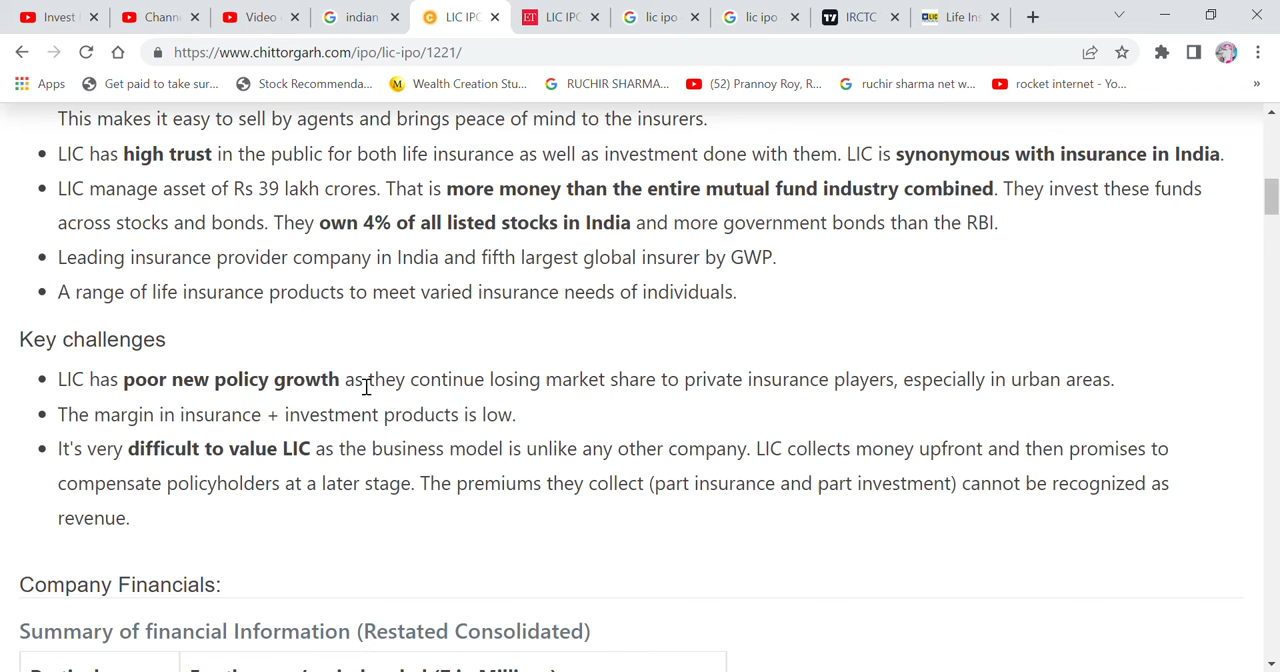 Invest
Chann
Video
indian
LIC IPO
LIC IPO
lic ipo
lic ipo
IRCTC
Life Ins
https://www.chittorgarh.com/ipo/lic-ipo/1221/
Apps
Get paid to take sur...
Stock Recommenda...
Wealth Creation Stu...
RUCHIR SHARMA...
(52) Prannoy Roy, R...
ruchir sharma net w...
rocket internet - Yo...
»
This makes it easy to sell by agents and brings peace of mind to the insurers.
LIC has high trust in the public for both life insurance as well as investment done with them. LIC is synonymous with insurance in India.
LIC manage asset of Rs 39 lakh crores. That is more money than the entire mutual fund industry combined. They invest these funds
across stocks and bonds. They own 4% of all listed stocks in India and more government bonds than the RBI.
Leading insurance provider company in India and fifth largest global insurer by GWP.
A range of life insurance products to meet varied insurance needs of individuals.
Key challenges
LIC has poor new policy growth as they continue losing market share to private insurance players, especially in urban areas.
The margin in insurance + investment products is low.
It's very difficult to value LIC as the business model is unlike any other company. LIC collects money upfront and then promises to
compensate policyholders at a later stage. The premiums they collect (part insurance and part investment) cannot be recognized as
revenue.
Company Financials:
Summary of financial Information (Restated Consolidated)